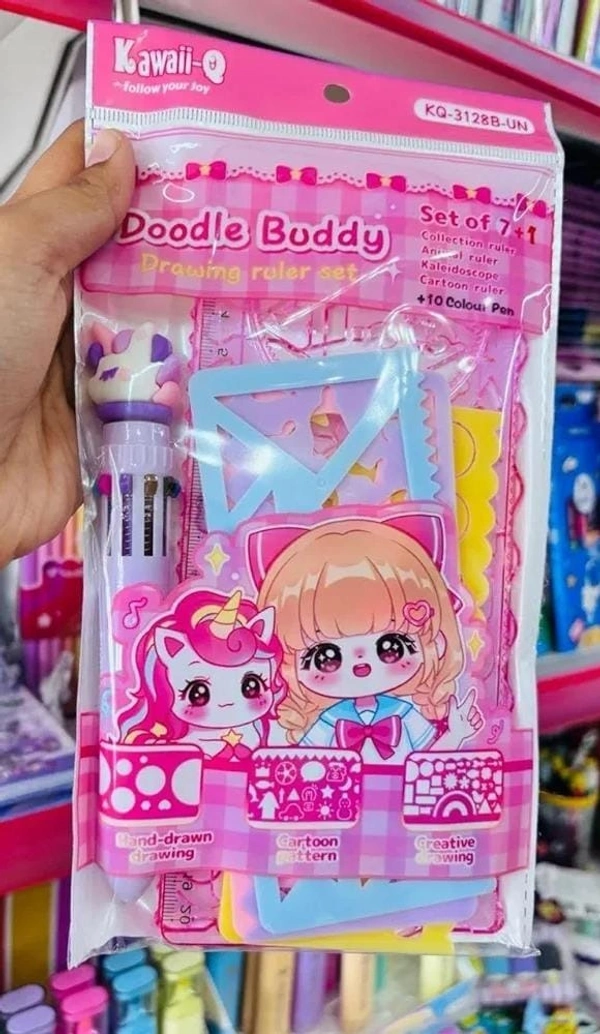 Kawaii-Q
~follow your Joy
KQ-3128B-UN
Doodle Buddy
Drawing ruler set
Set of 7+1
Collection ruler
Animal ruler
Kaleidoscope
Cartoon ruler
+10 Colour Pen
Hand-drawn
drawing
Cartoon
pattern
Creative
drawing